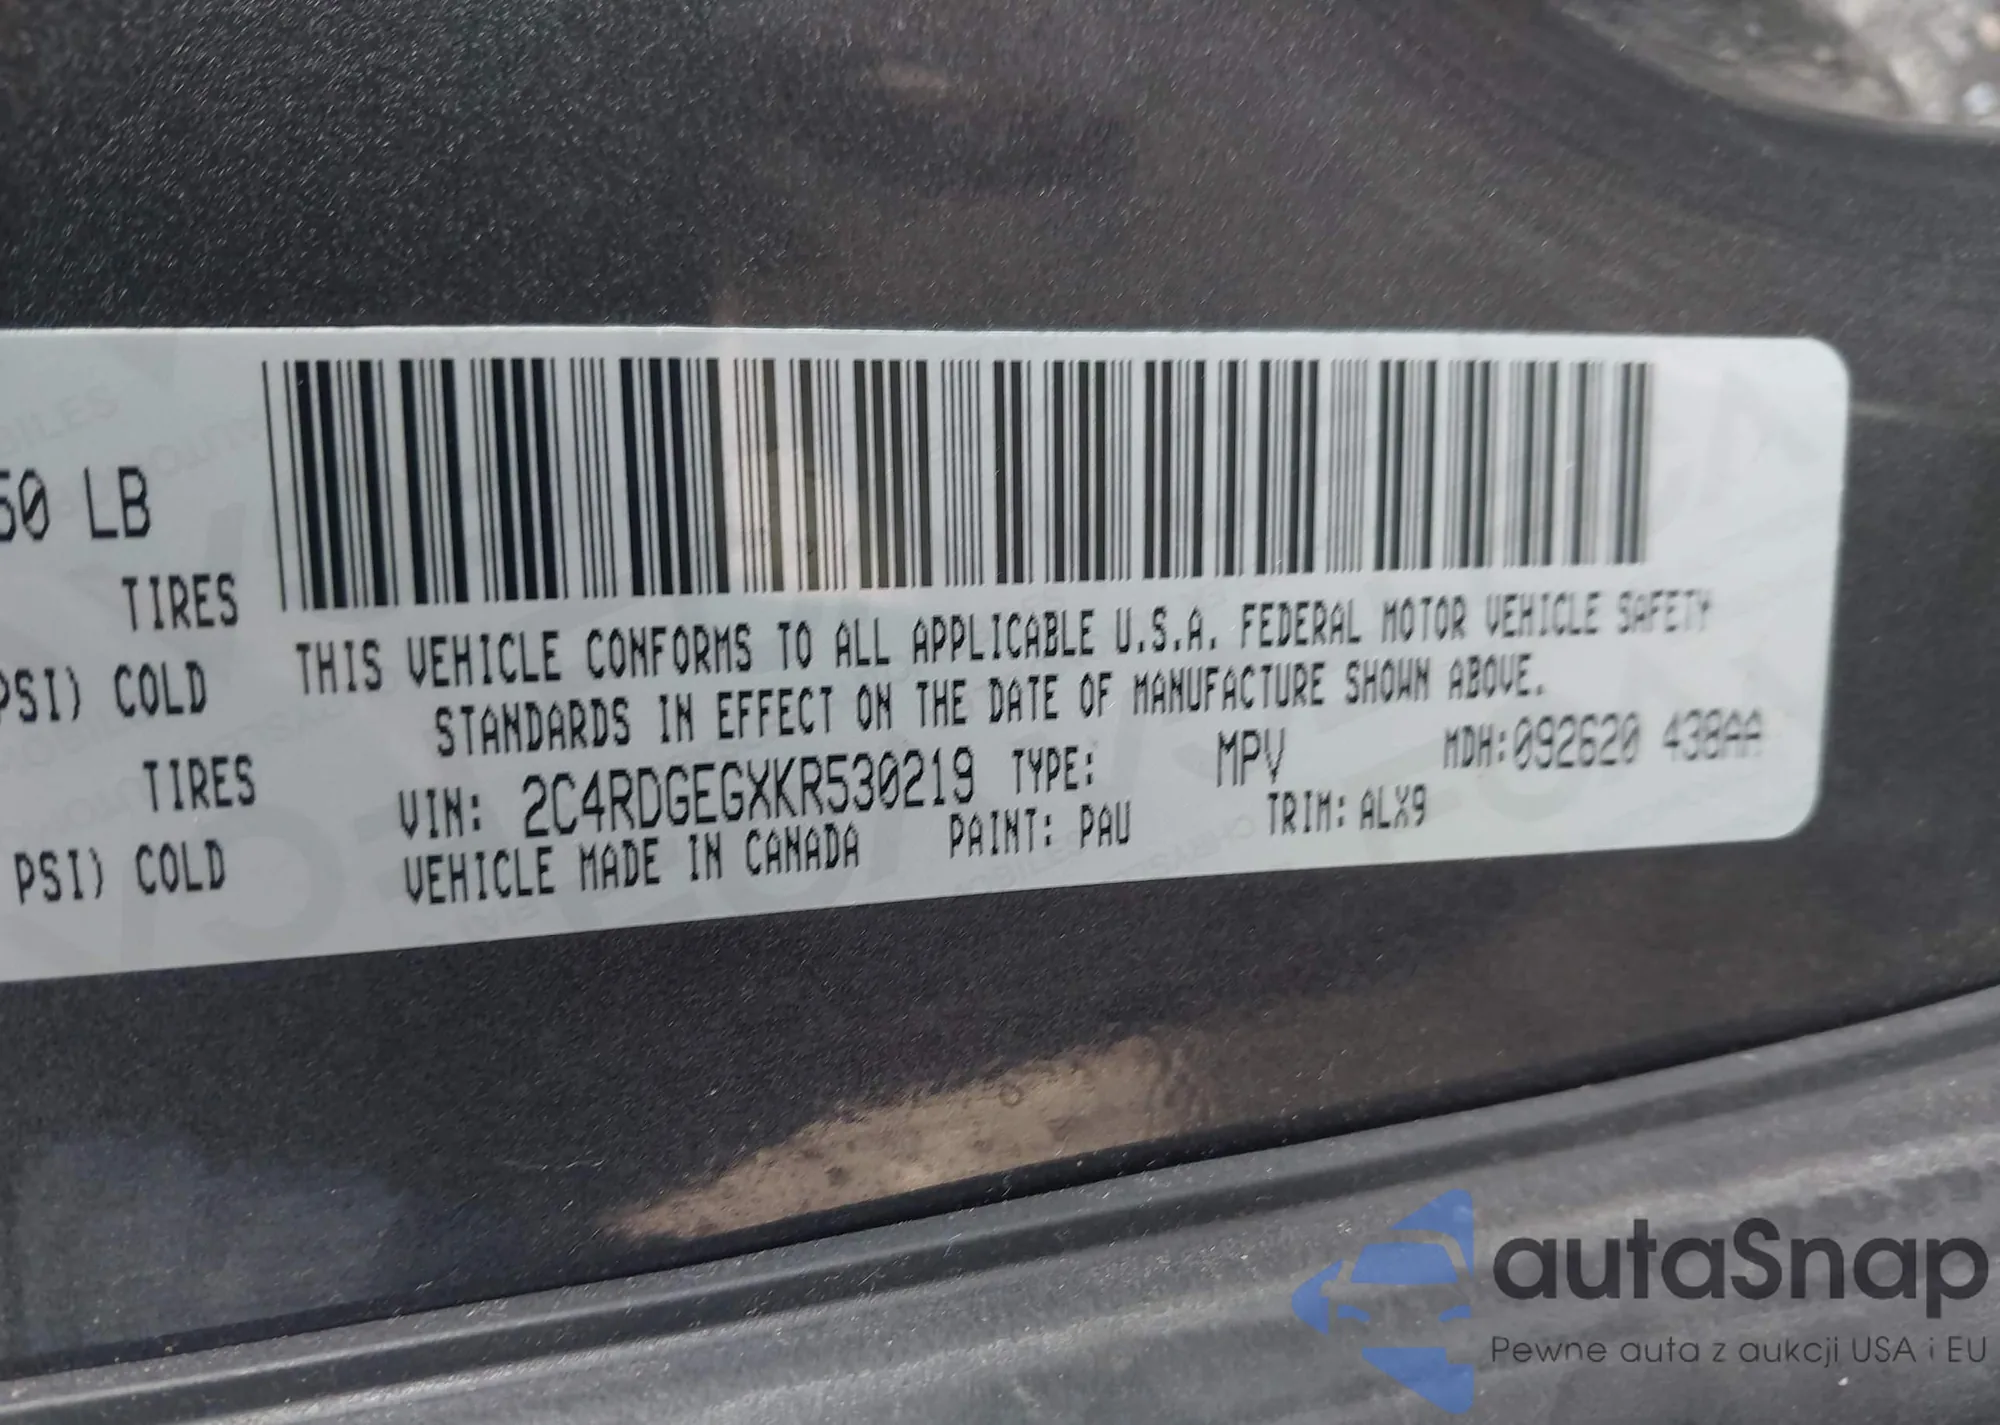 50 LB
TIRES
PSI) COLD
TIRES
PSI) COLD
THIS VEHICLE CONFORMS TO ALL APPLICABLE U.S.A. FEDERAL MOTOR VEHICLE SAFETY
STANDARDS IN EFFECT ON THE DATE OF MANUFACTURE SHOWN ABOVE.
VIN: 2C4RDGEGXKR530219 TYPE: MPV MDH:092620 438AA
VEHICLE MADE IN CANADA PAINT: PAU TRIM: ALX9
autaSnap
Pewne auta z aukcji USA i EU